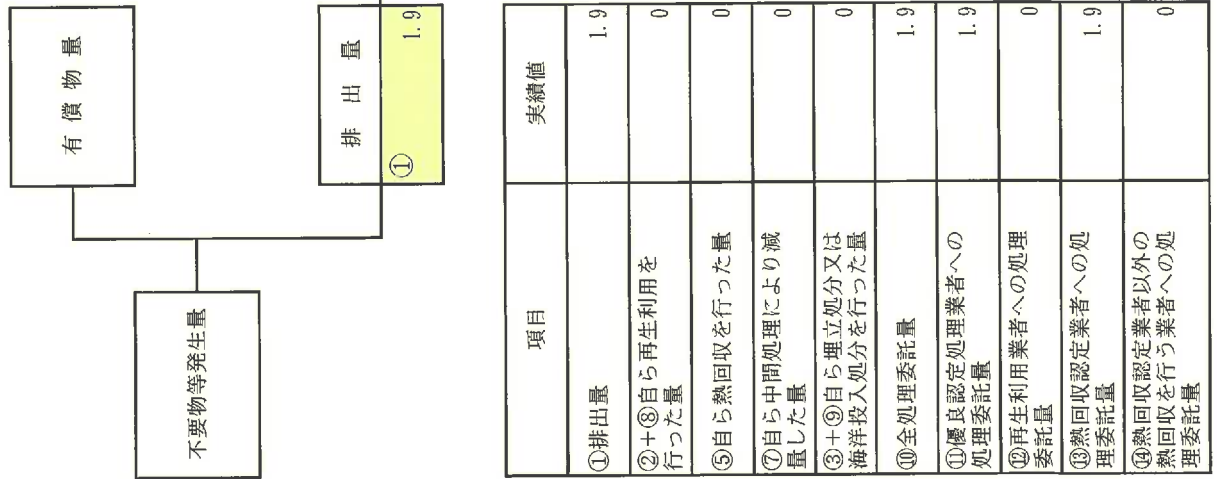 有償物量
不要物等発生量
排出量
① 1.9
項目 実績値
①排出量 1.9
②+⑧自ら再生利用を
行った量 0
⑤自ら熱回収を行った量 0
⑦自ら中間処理により減
量した量 0
③+⑨自ら埋立処分又は
海洋投入処分を行った量 0
⑩全処理委託量 1.9
⑪優良認定処理業者への
処理委託量 1.9
⑫再生利用業者への処理
委託量 0
⑬熱回収認定業者への処
理委託量 1.9
⑭熱回収認定業者以外の
熱回収を行う業者への処
理委託量 0